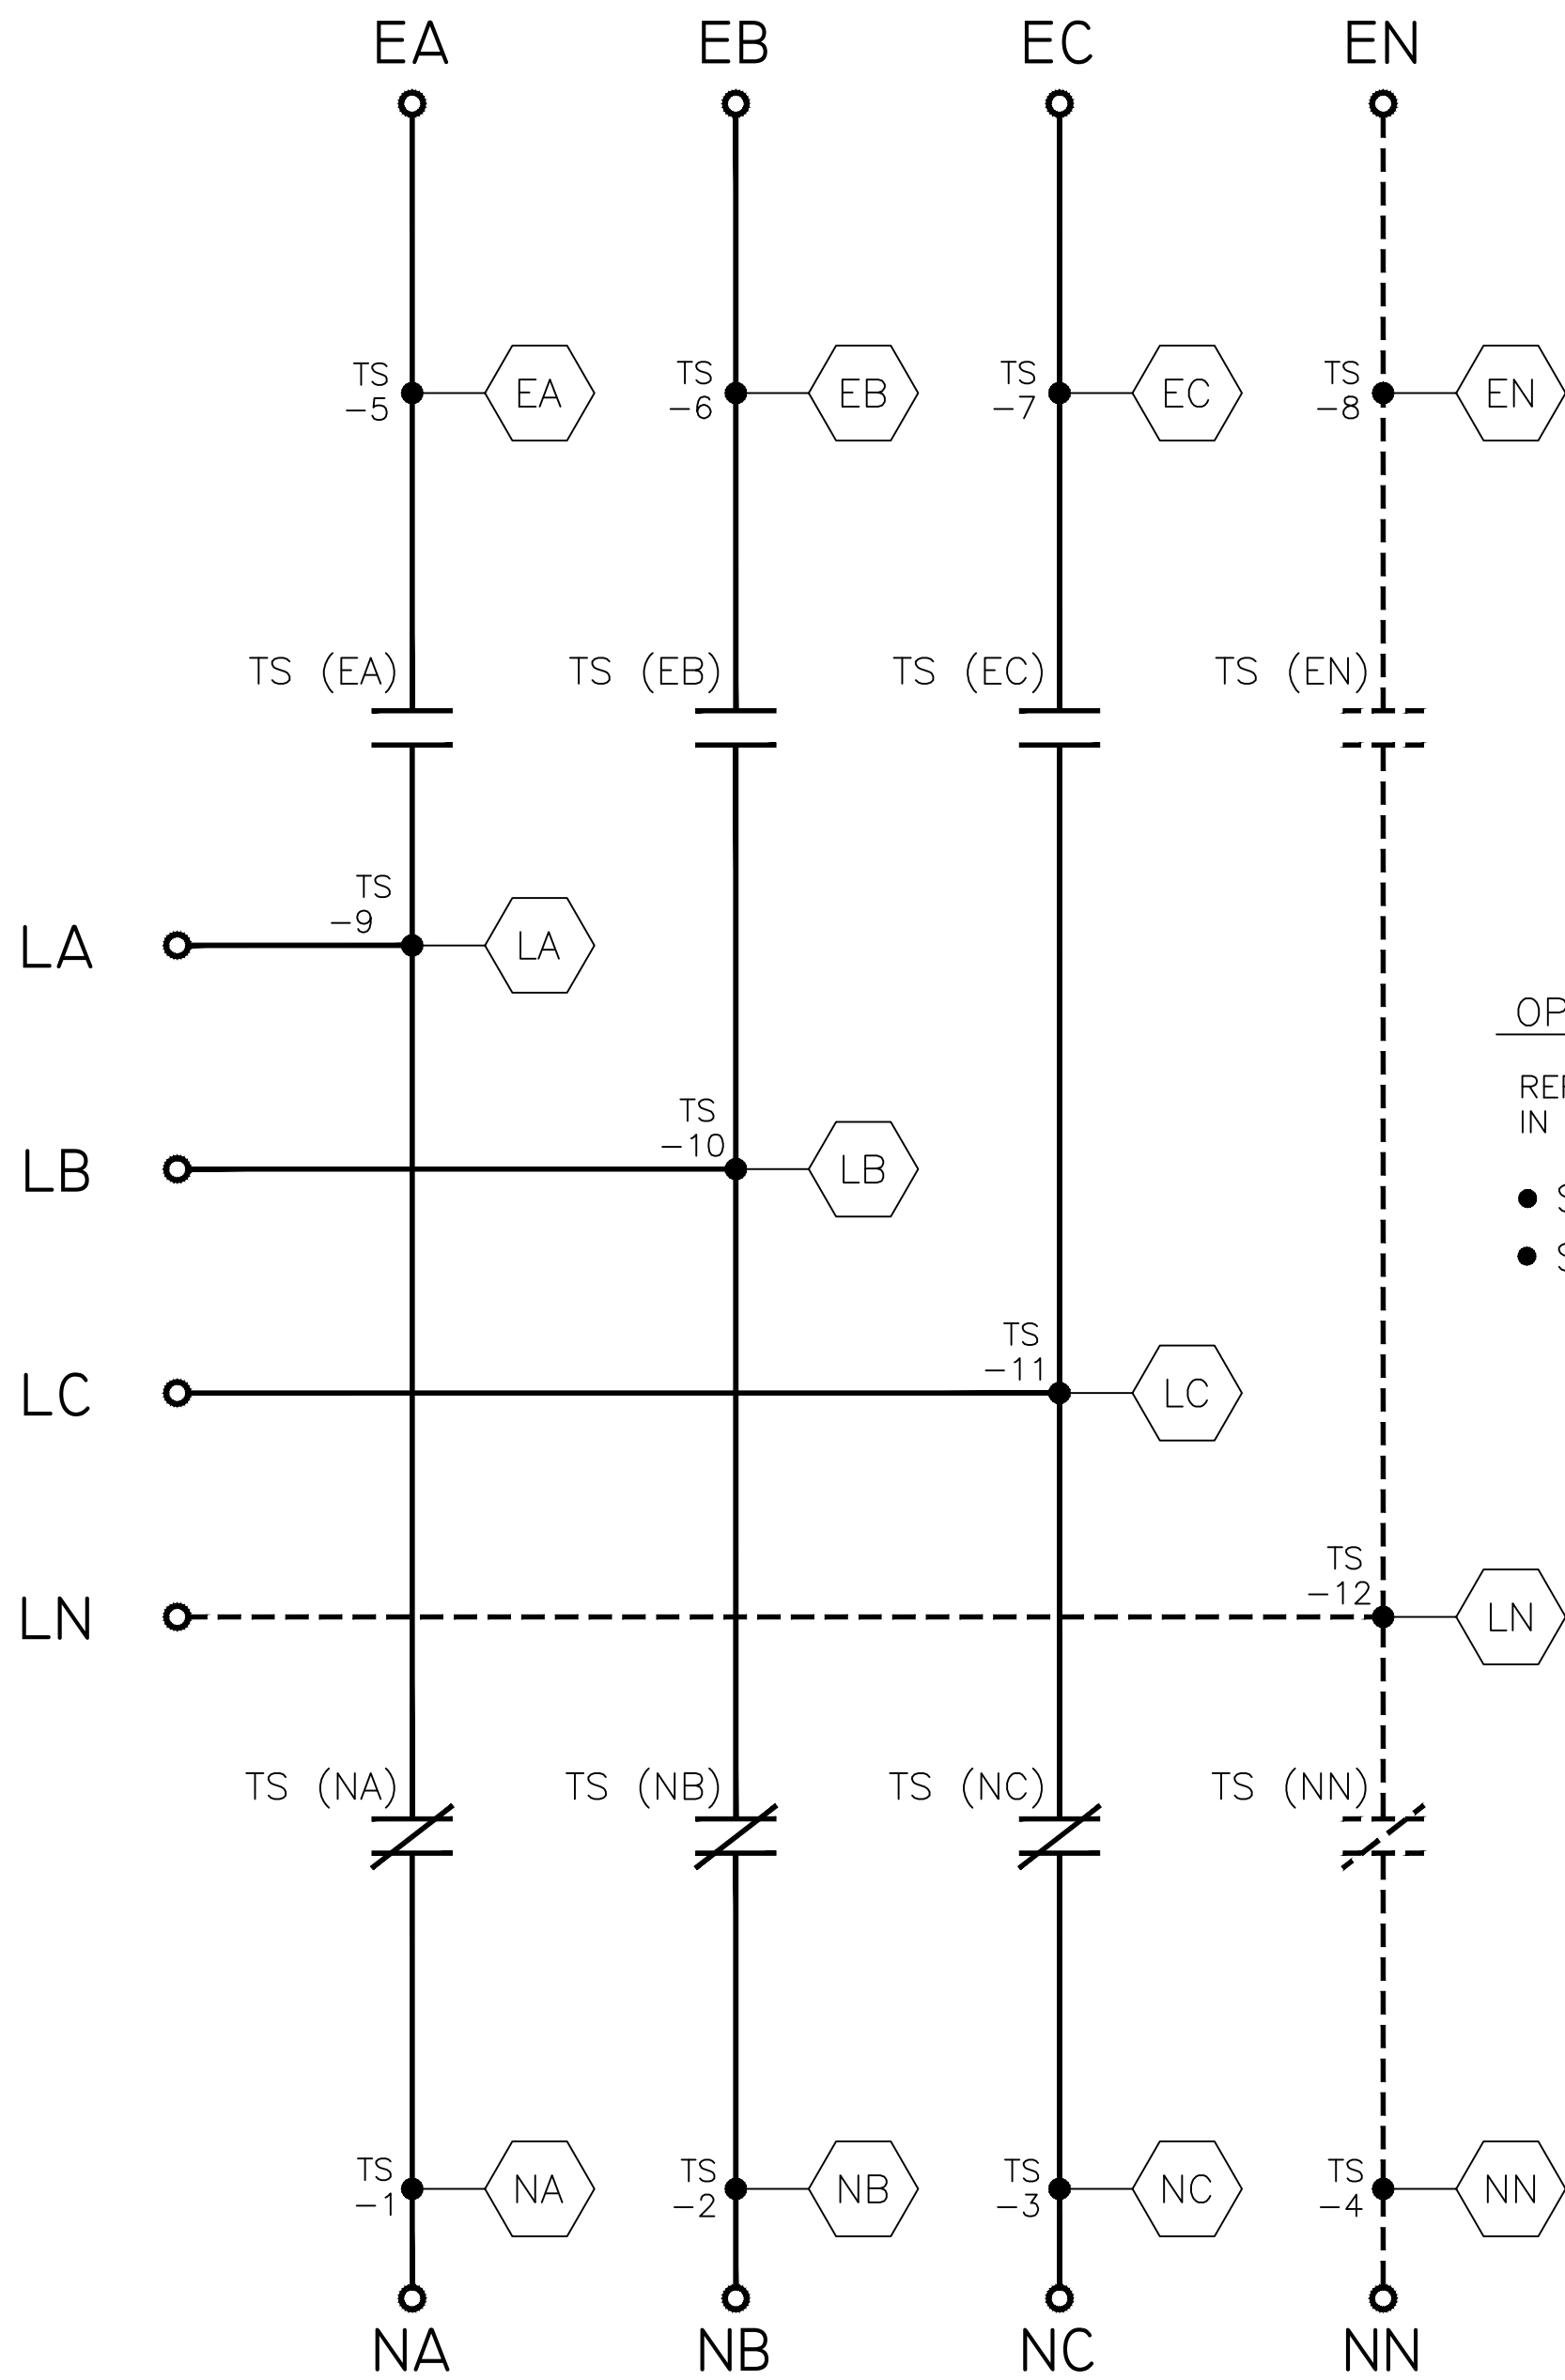 EA EB EC EN
TS TS TS TS
-5 EA -6 EB -7 EC -8 EN
TS (EA) TS (EB) TS (EC) TS (EN)
TS
-9
LA LA
OP
TS
-10
LB LB
IN
TS
-11
LC LC
TS
-12
LN LN
TS (NA) TS (NB) TS (NC) TS (NN)
TS TS TS TS
-1 NA -2 NB -3 NC -4 NN
NA NB NC NN